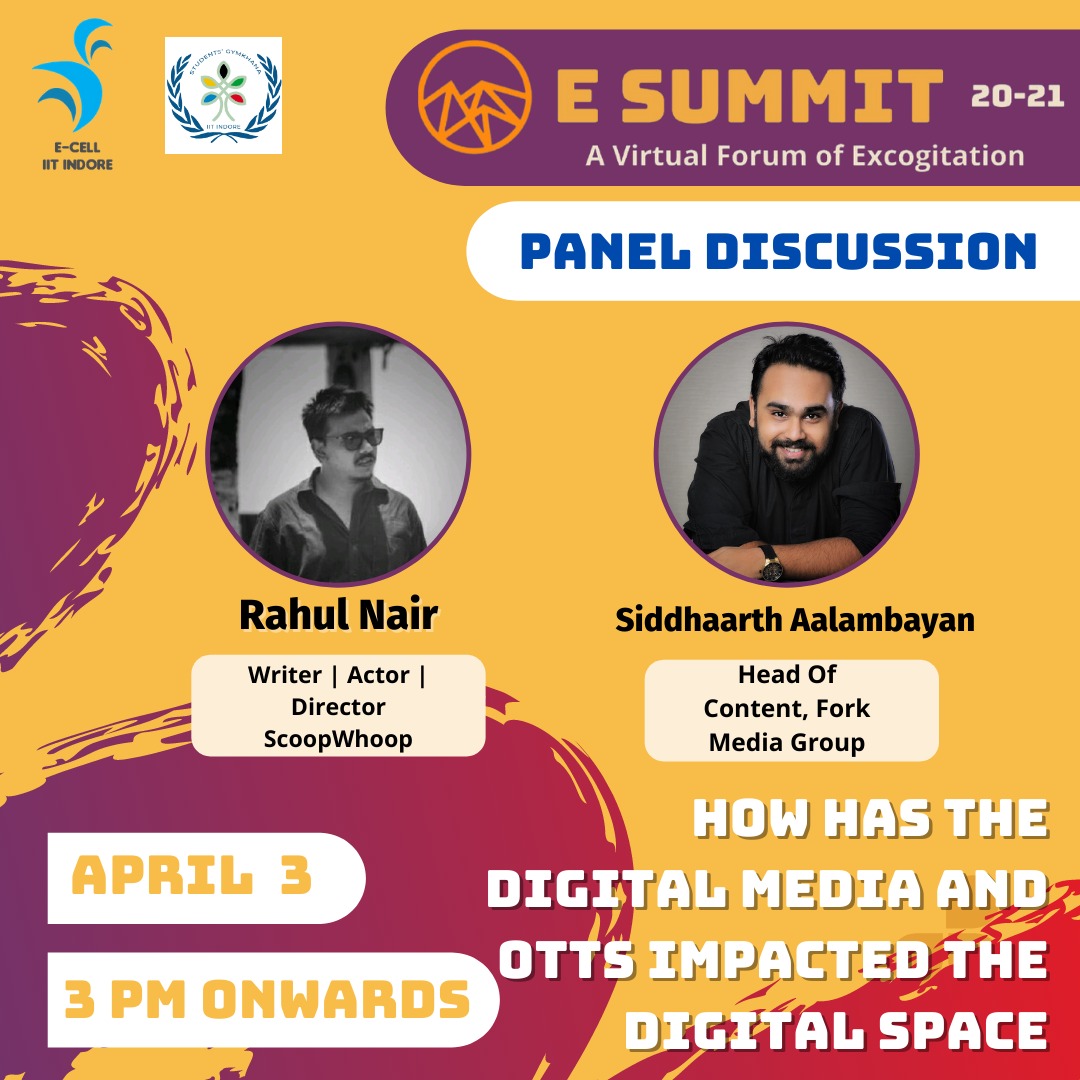 E-CELL
IIT INDORE
STUDENTS' GYMKHANA
IIT INDORE
E SUMMIT 20-21
A Virtual Forum of Excogitation
PANEL DISCUSSION
Rahul Nair
Writer | Actor |
Director
ScoopWhoop
Siddhaarth Aalambayan
Head Of
Content, Fork
Media Group
APRIL 3
3 PM ONWARDS
HOW HAS THE
DIGITAL MEDIA AND
OTTS IMPACTED THE
DIGITAL SPACE